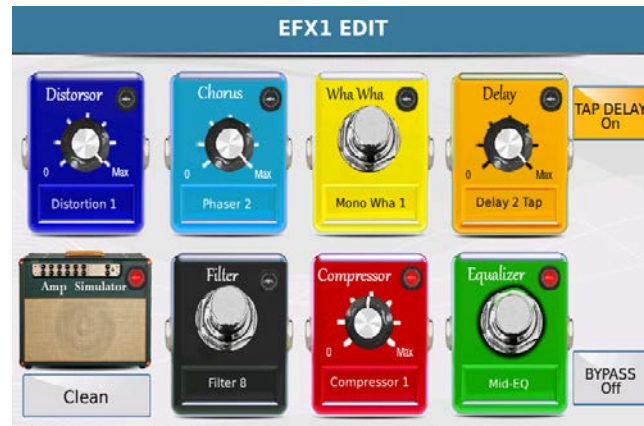 EFX1 EDIT
Distorsor
0 Max
Distortion 1
Chorus
0 Max
Phaser 2
Wha Wha
Mono Wha 1
Delay
0 Max
Delay 2 Tap
TAP DELAY
On
Amp Simulator
Clean
Filter
Filter 8
Compressor
0 Max
Compressor 1
Equalizer
Mid-EQ
BYPASS
Off